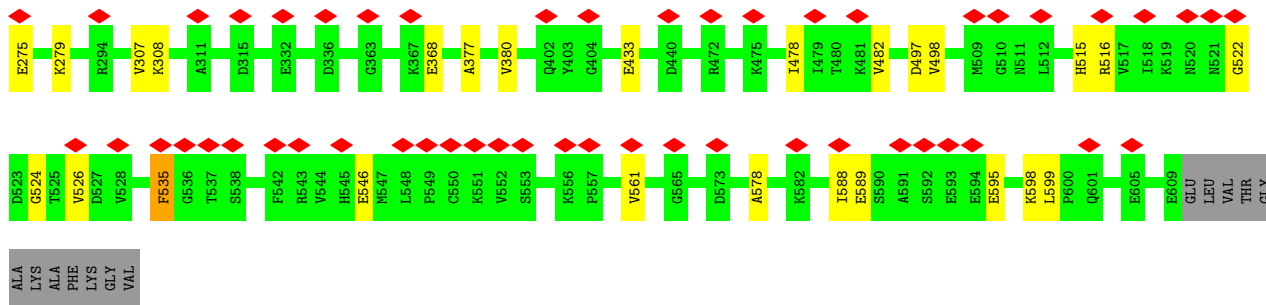 E275 K279 R294 V307 K308 A311 D315 E332 D336 G363 K367 E368 A377 V380 Q402 Y403 G404 E433 D440 R472 K475 I478 I479 T480 K481 V482 D497 V498 M509 G510 N511 L512 H515 R516 V517 I518 K519 N520 N521 G522
D523 G524 T525 V526 D527 V528 F535 G536 T537 S538 F542 R543 V544 H545 E546 M547 L548 P549 C550 K551 V552 S553 K556 P557 V561 G565 D573 A578 K582 I588 E589 S590 A591 S592 E593 E594 E595 K598 L599 P600 Q601 E605 E609 GLU LEU VAL THR GLY
ALA LYS ALA PHE LYS GLY VAL